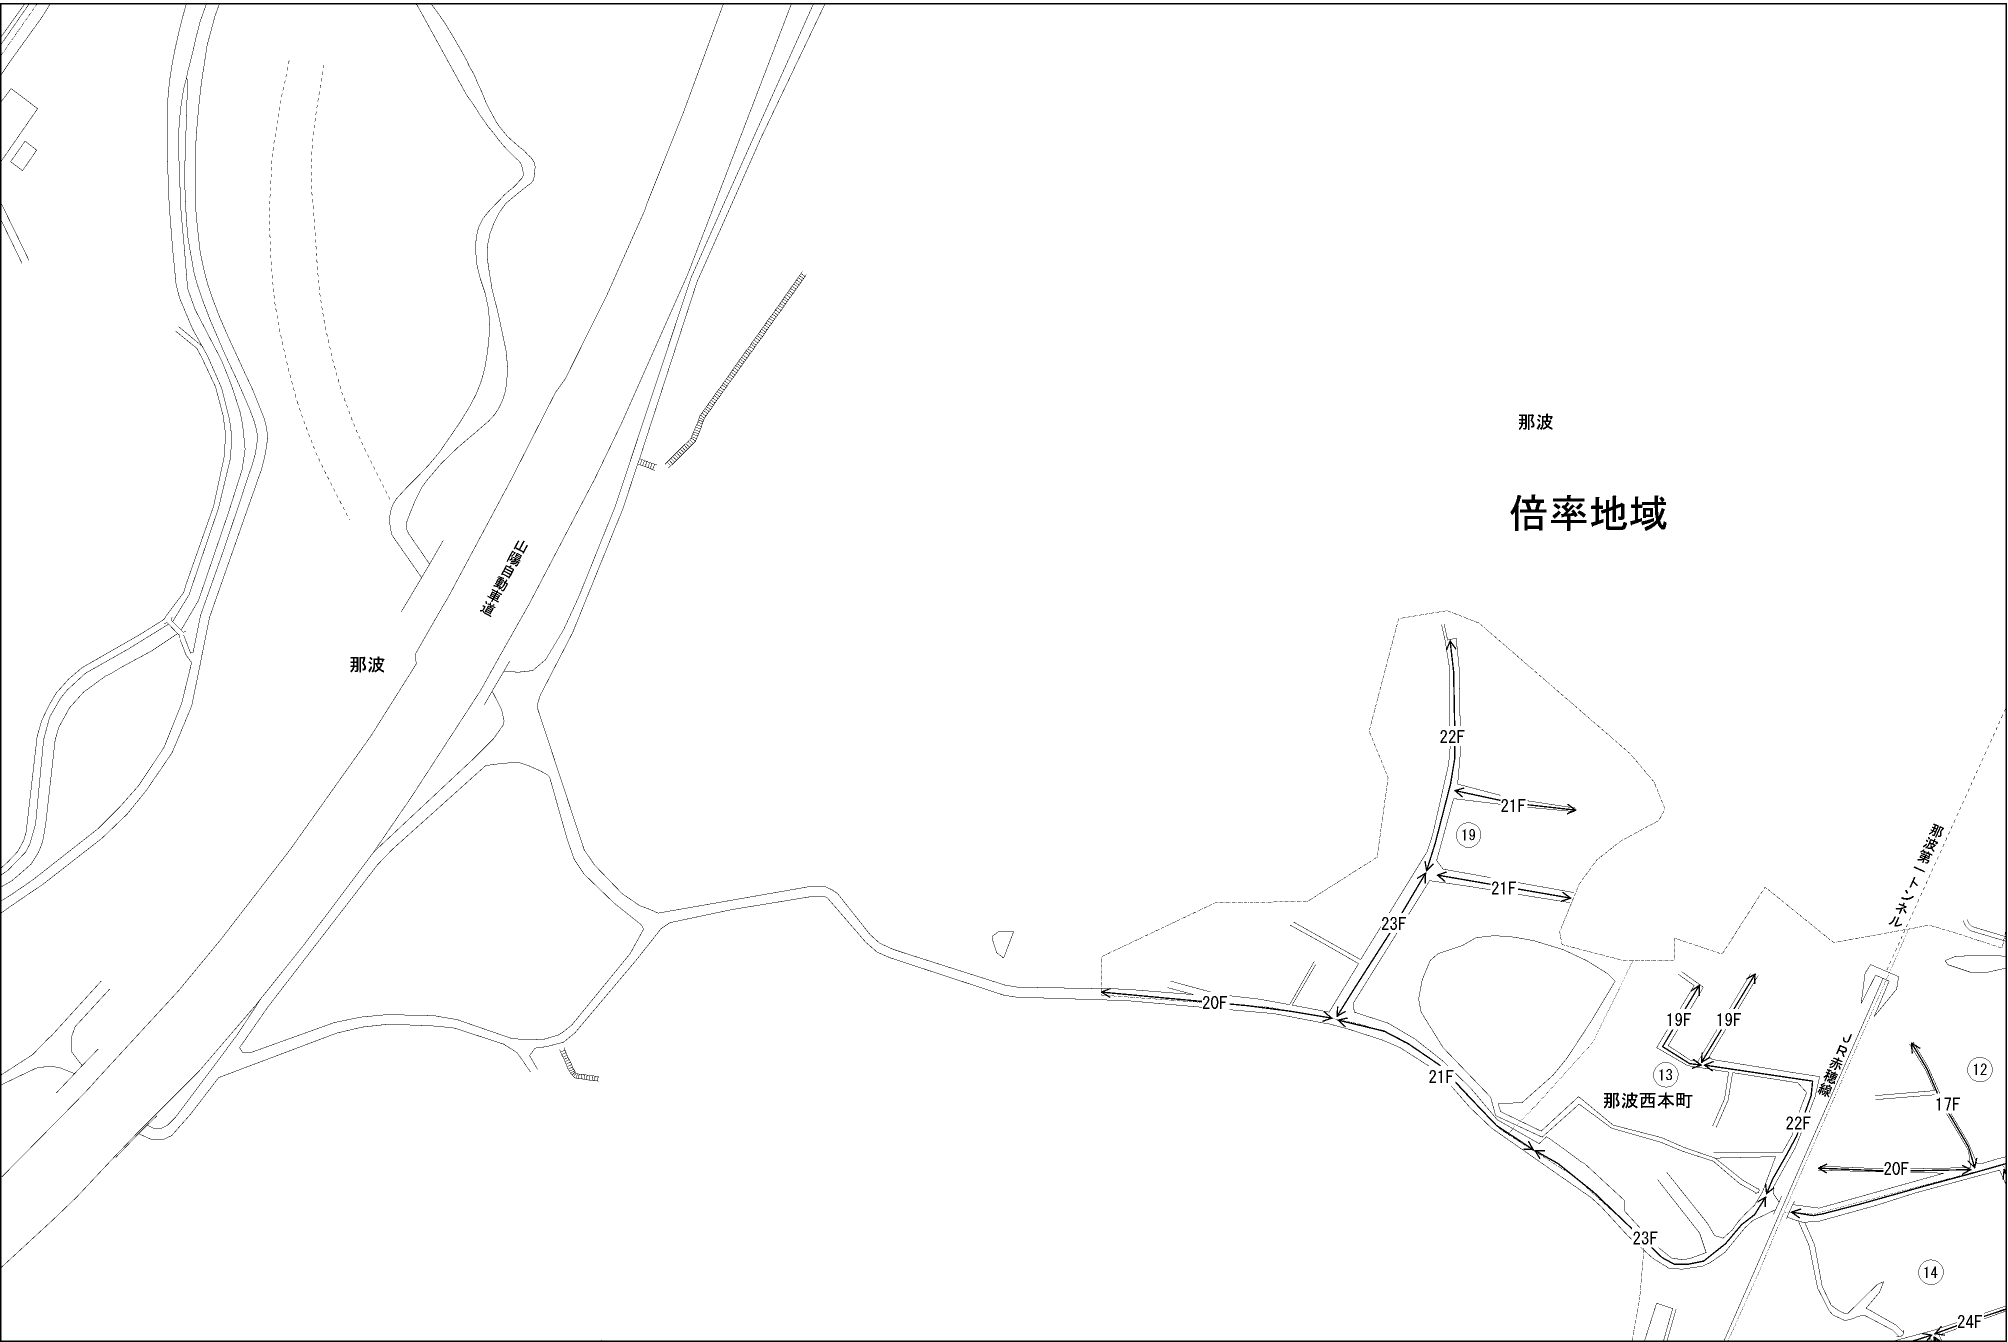 那波
倍率地域
山陽自動車道
那波
22F
21F
19
21F
23F
那波第一トンネル
20F
19F
19F
JR赤穂線
21F
13
12
那波西本町
17F
22F
20F
23F
14
24F